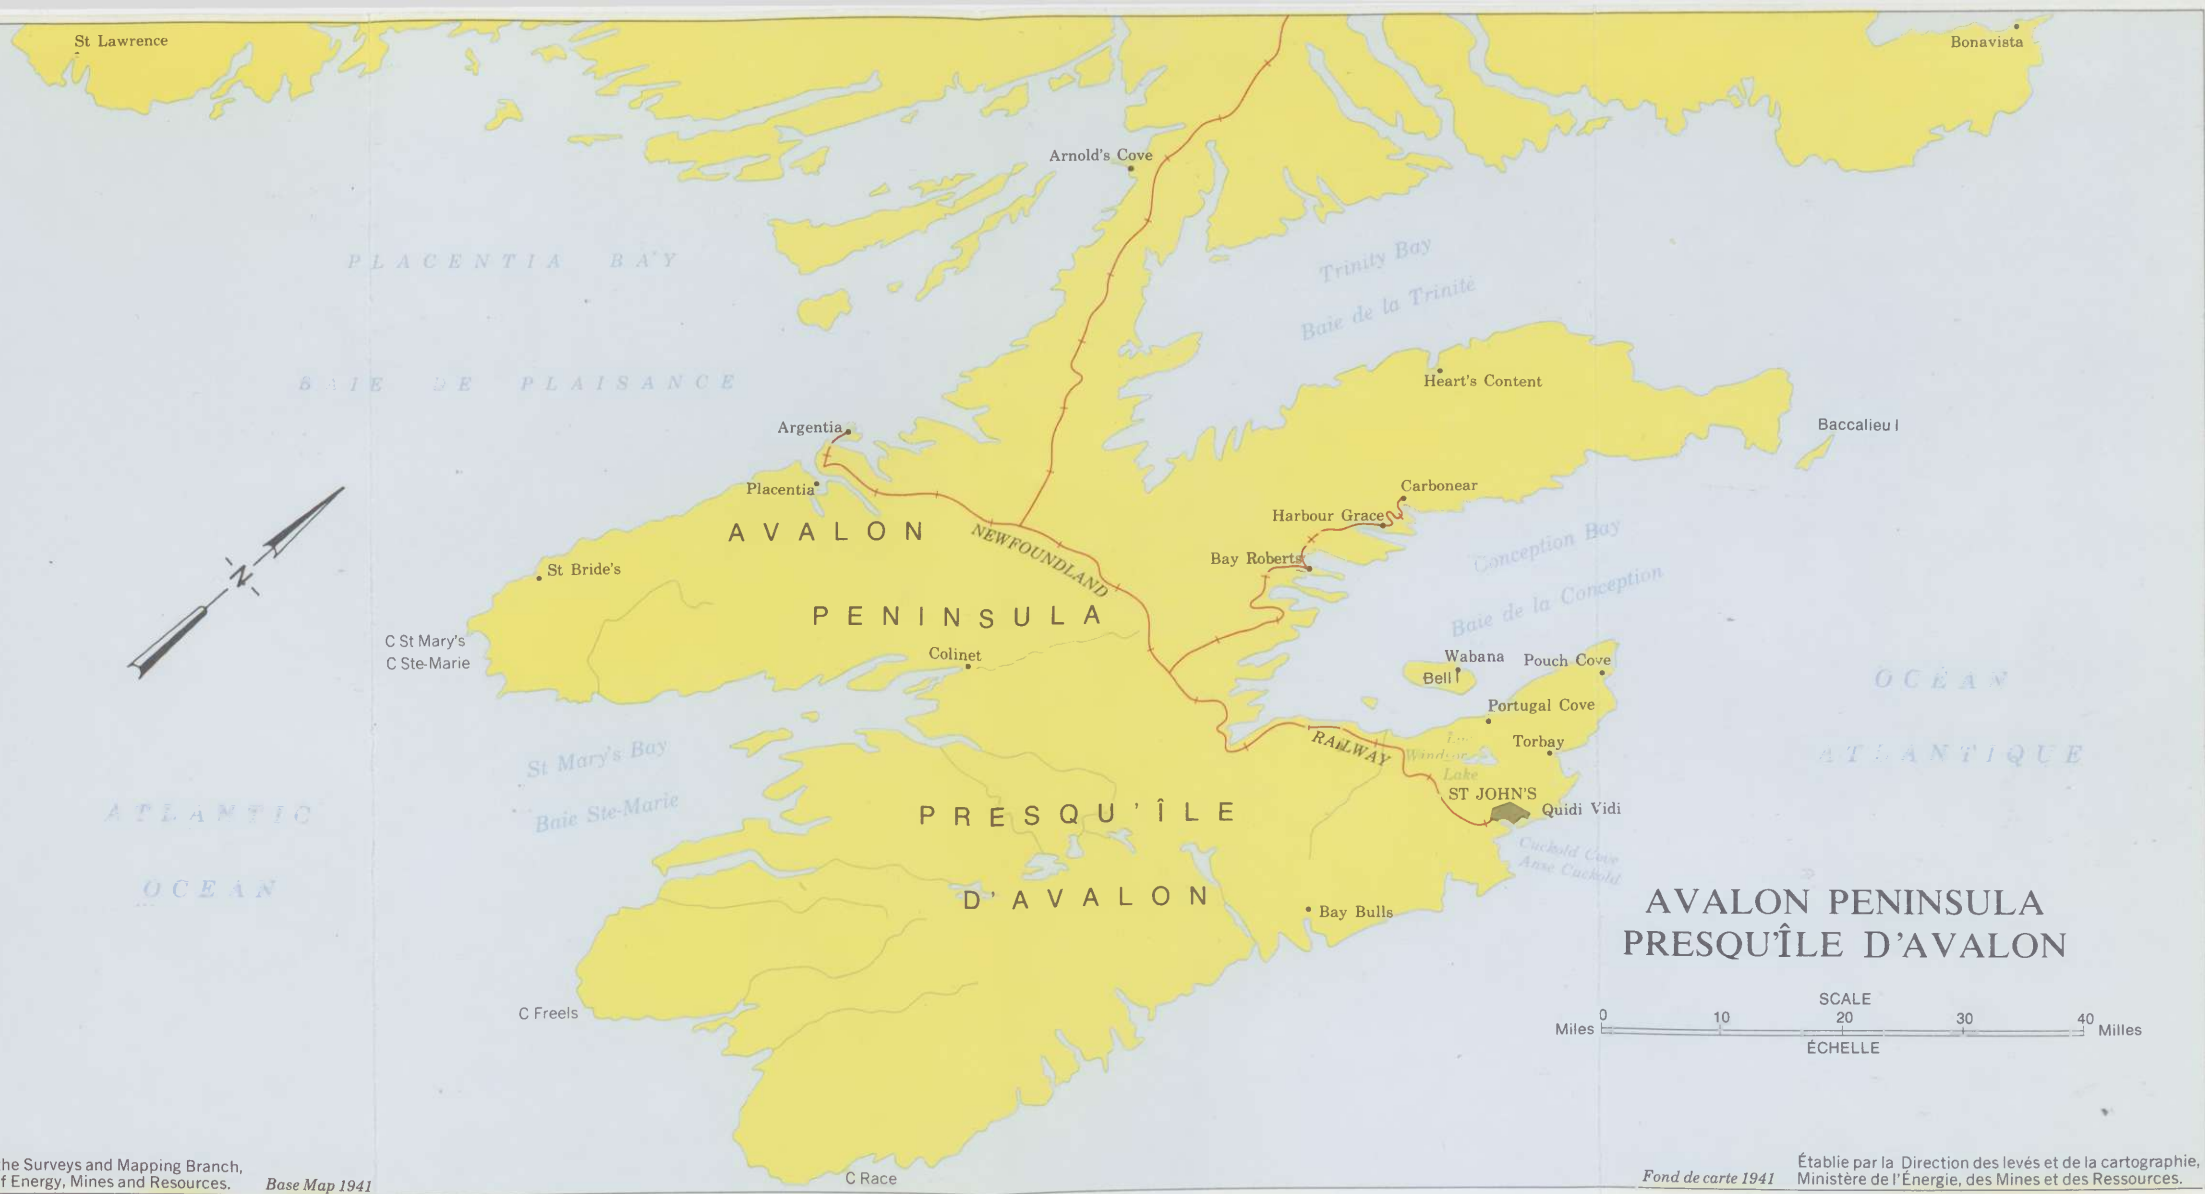 St Lawrence
Bonavista
Arnold's Cove
PLACENTIA BAY
Trinity Bay
Baie de la Trinité
BAIE DE PLAISANCE
Heart's Content
Argentia
Baccalieu I
Placentia
Carbonear
Harbour Grace
AVALON
NEWFOUNDLAND
Conception Bay
Bay Roberts
N
St Bride's
Baie de la Conception
PENINSULA
C St Mary's
C Ste-Marie
Colinet
Wabana
Pouch Cove
Bell I
OCÉAN
Portugal Cove
St Mary's Bay
RAILWAY
Torbay
ATLANTIQUE
Windsor
Lake
Baie Ste-Marie
ST JOHN'S
Quidi Vidi
ATLANTIC
PRESQU'ÎLE
Cuckold Cove
Anse Cuckold
OCEAN
D'AVALON
Bay Bulls
AVALON PENINSULA
PRESQU'ÎLE D'AVALON
C Freels
SCALE
0 10 20 30 40
Miles Milles
ÉCHELLE
C Race
the Surveys and Mapping Branch,
f Energy, Mines and Resources. Base Map 1941
Fond de carte 1941
Établie par la Direction des levés et de la cartographie,
Ministère de l'Énergie, des Mines et des Ressources.